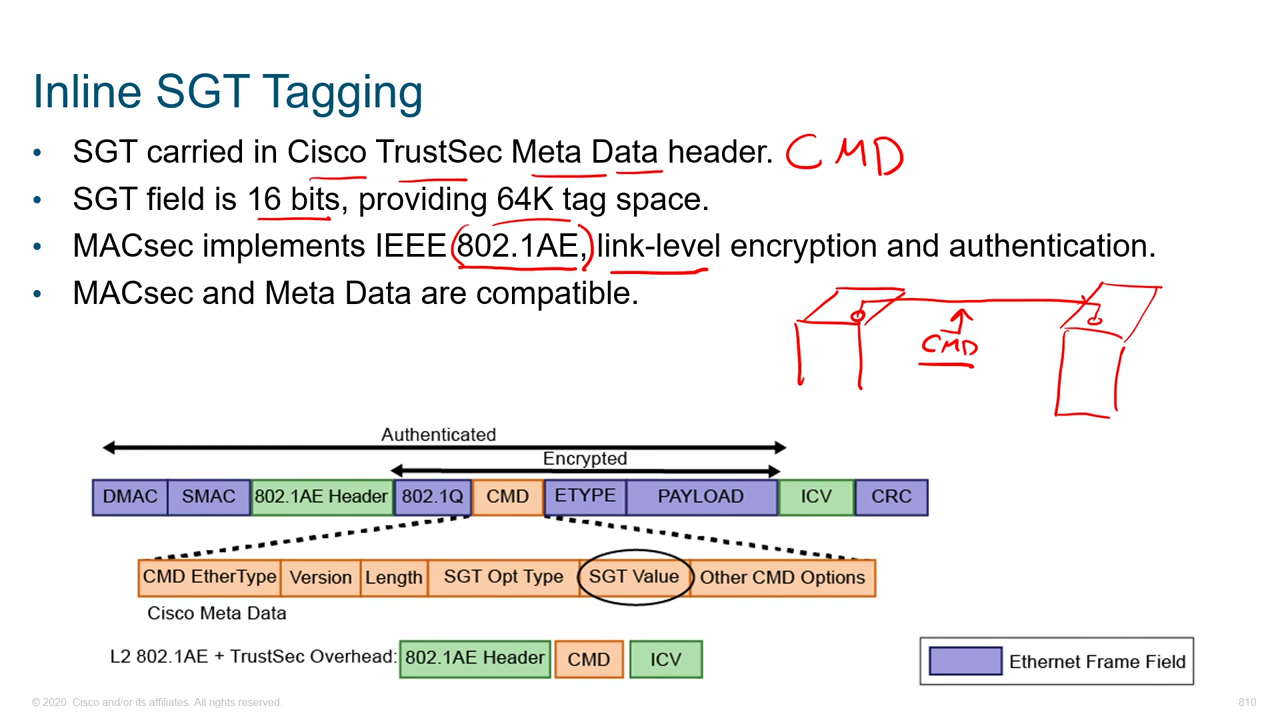 Inline SGT Tagging
• SGT carried in Cisco TrustSec Meta Data header. CMD
• SGT field is 16 bits, providing 64K tag space.
• MACsec implements IEEE 802.1AE, link-level encryption and authentication.
• MACsec and Meta Data are compatible.
CMD
Authenticated
Encrypted
DMAC SMAC 802.1AE Header 802.1Q CMD ETYPE PAYLOAD ICV CRC
CMD EtherType Version Length SGT Opt Type SGT Value Other CMD Options
Cisco Meta Data
L2 802.1AE + TrustSec Overhead: 802.1AE Header CMD ICV
Ethernet Frame Field
© 2020 Cisco and/or its affiliates. All rights reserved. 810